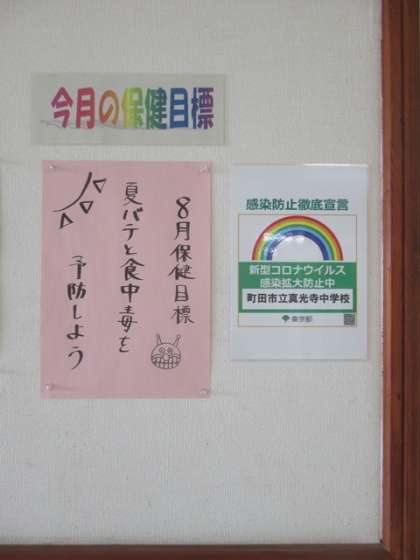 今月の保健目標
8月保健目標
夏バテと食中毒を
予防しよう
感染防止徹底宣言
新型コロナウイルス
感染拡大防止中
町田市立真光寺中学校
東京都